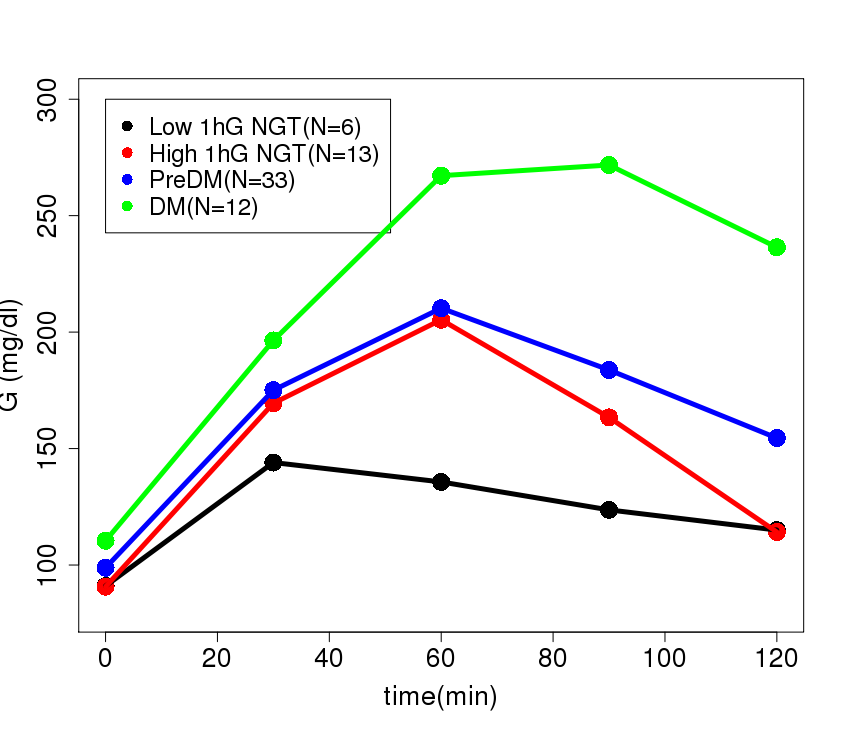 Low 1hG NGT(N=6)
High 1hG NGT(N=13)
PreDM(N=33)
DM(N=12)
300
250
200
150
100
G (mg/dl)
0 20 40 60 80 100 120
time(min)